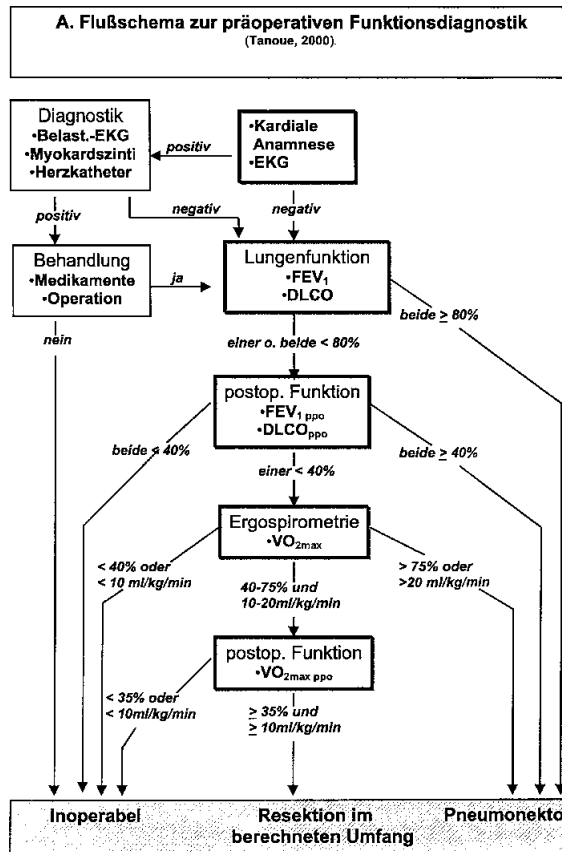 A. Flußschema zur präoperativen Funktionsdiagnostik
(Tanoue, 2000).
Diagnostik
•Belast.-EKG
•Myokardszinti
•Herzkatheter
positiv
•Kardiale
Anamnese
•EKG
positiv
negativ
negativ
Behandlung
•Medikamente
•Operation
ja
Lungenfunktion
•FEV1
•DLCO
nein
beide ≥ 80%
einer o. beide < 80%
postop. Funktion
•FEV1 ppo
•DLCOppo
beide < 40%
beide ≥ 40%
einer < 40%
Ergospirometrie
•VO2max
< 40% oder
< 10 ml/kg/min
> 75% oder
>20 ml/kg/min
40-75% und
10-20ml/kg/min
postop. Funktion
•VO2max ppo
< 35% oder
< 10ml/kg/min
≥ 35% und
≥ 10ml/kg/min
Inoperabel
Resektion im
berechneten Umfang
Pneumonekto